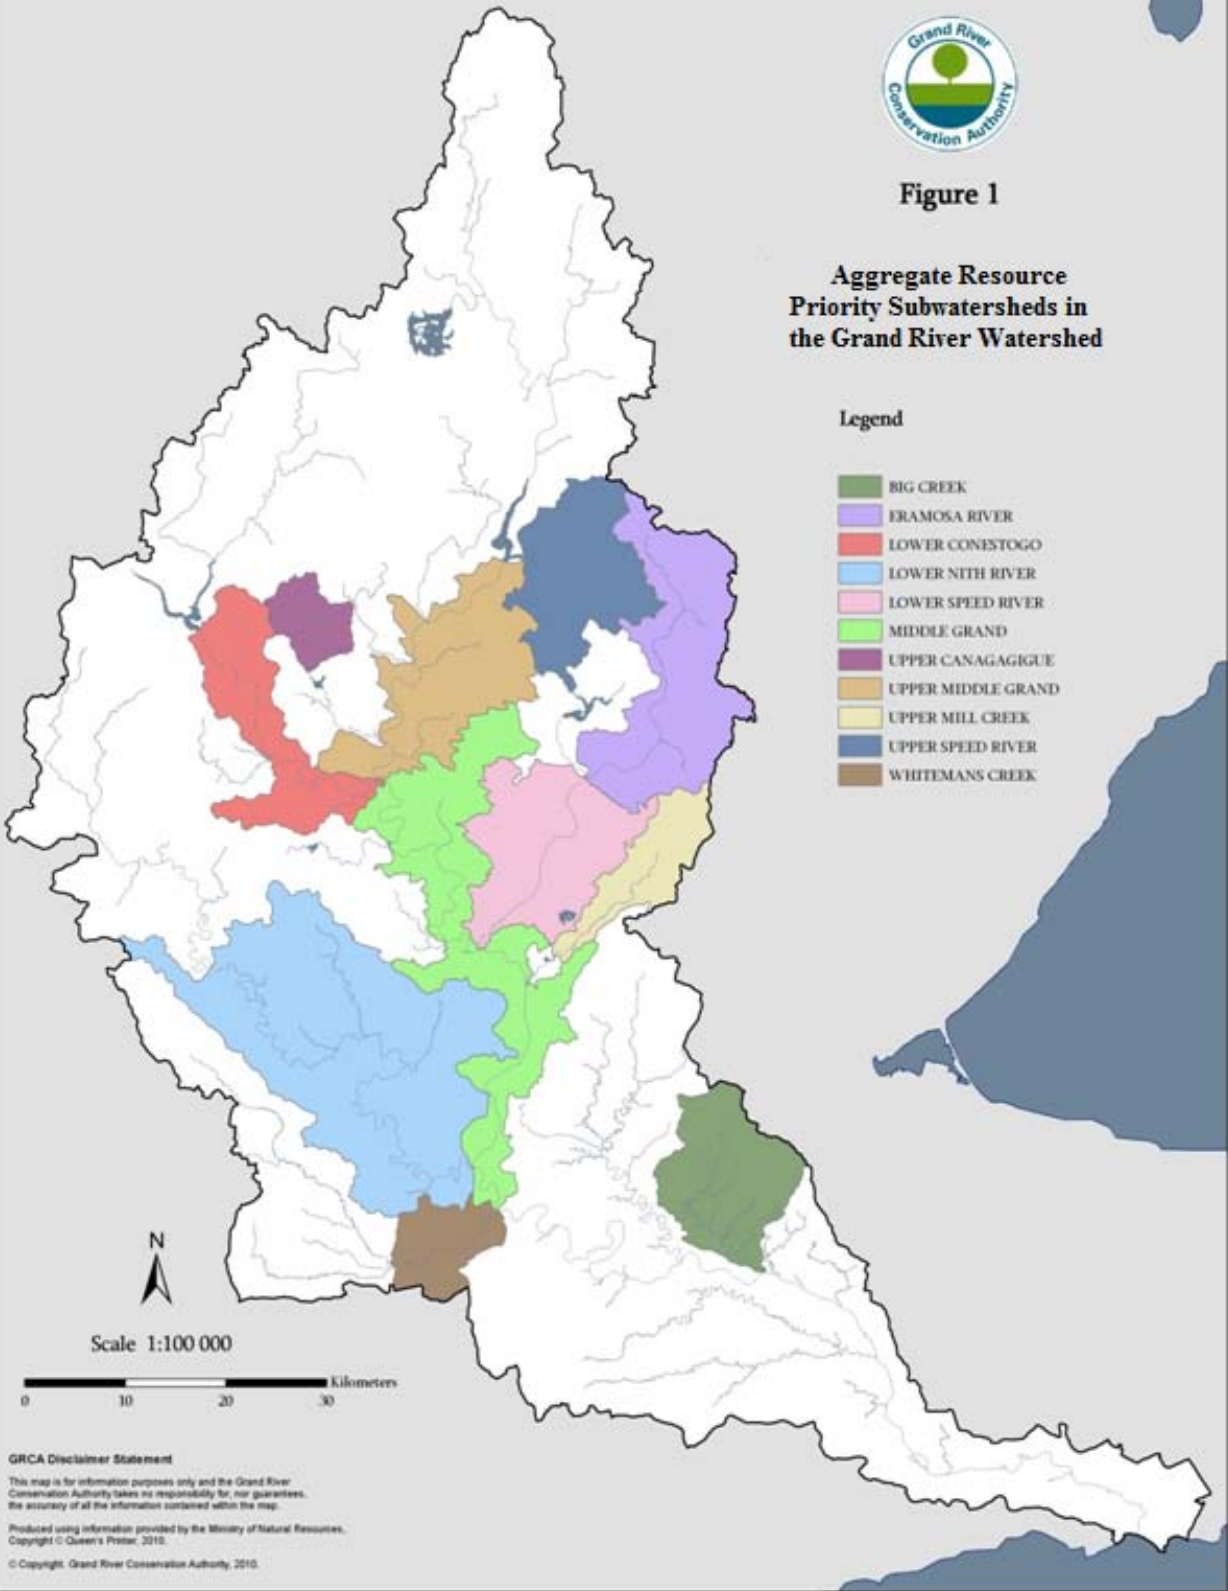 Grand River
Conservation Authority
Figure 1
Aggregate Resource
Priority Subwatersheds in
the Grand River Watershed
Legend
BIG CREEK
ERAMOSA RIVER
LOWER CONESTOGO
LOWER NITH RIVER
LOWER SPEED RIVER
MIDDLE GRAND
UPPER CANAGAGIGUE
UPPER MIDDLE GRAND
UPPER MILL CREEK
UPPER SPEED RIVER
WHITEMANS CREEK
N
Scale 1:100 000
Kilometers
0 10 20 30
GRCA Disclaimer Statement
This map is for information purposes only and the Grand River
Conservation Authority takes no responsibility for, nor guarantees,
the accuracy of all the information contained within the map.
Produced using information provided by the Ministry of Natural Resources,
Copyright © Queen's Printer, 2010.
© Copyright. Grand River Conservation Authority, 2010.